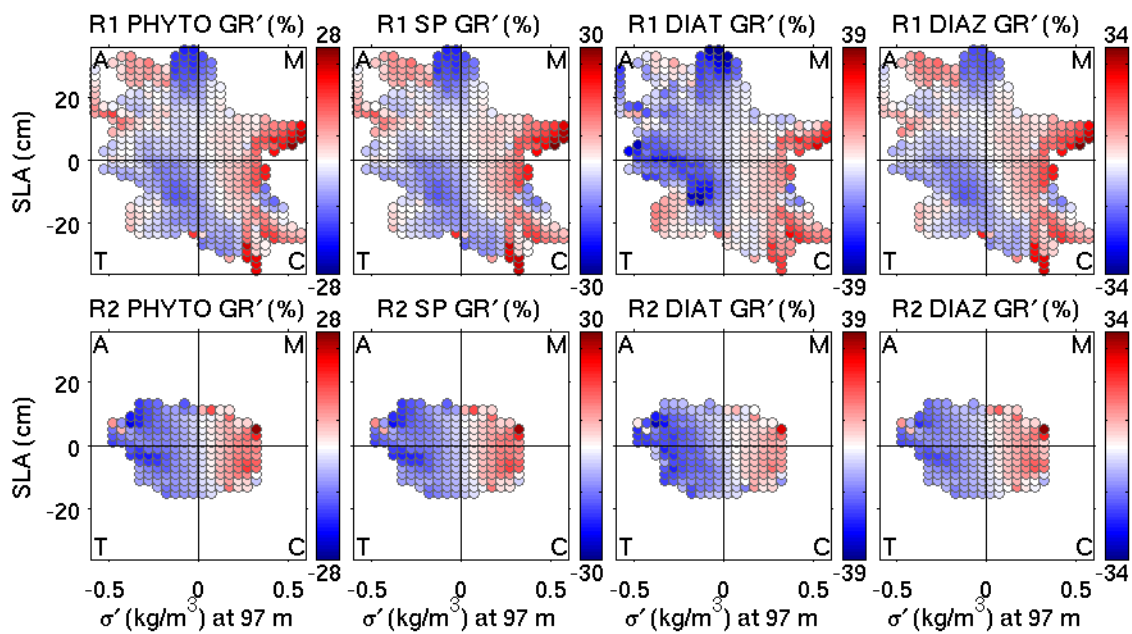 R1 PHYTO GR′ (%) R1 SP GR′ (%) R1 DIAT GR′ (%) R1 DIAZ GR′ (%)
28 30 39 34
A M A M A M A M
20
0
-20
SLA (cm)
T C T C T C T C
-28 -30 -39 -34
R2 PHYTO GR′ (%) R2 SP GR′ (%) R2 DIAT GR′ (%) R2 DIAZ GR′ (%)
28 30 39 34
A M A M A M A M
20
0
-20
SLA (cm)
T C T C T C T C
-28 -30 -39 -34
-0.5 0 0.5 -0.5 0 0.5 -0.5 0 0.5 -0.5 0 0.5
σ′ (kg/m³) at 97 m σ′ (kg/m³) at 97 m σ′ (kg/m³) at 97 m σ′ (kg/m³) at 97 m